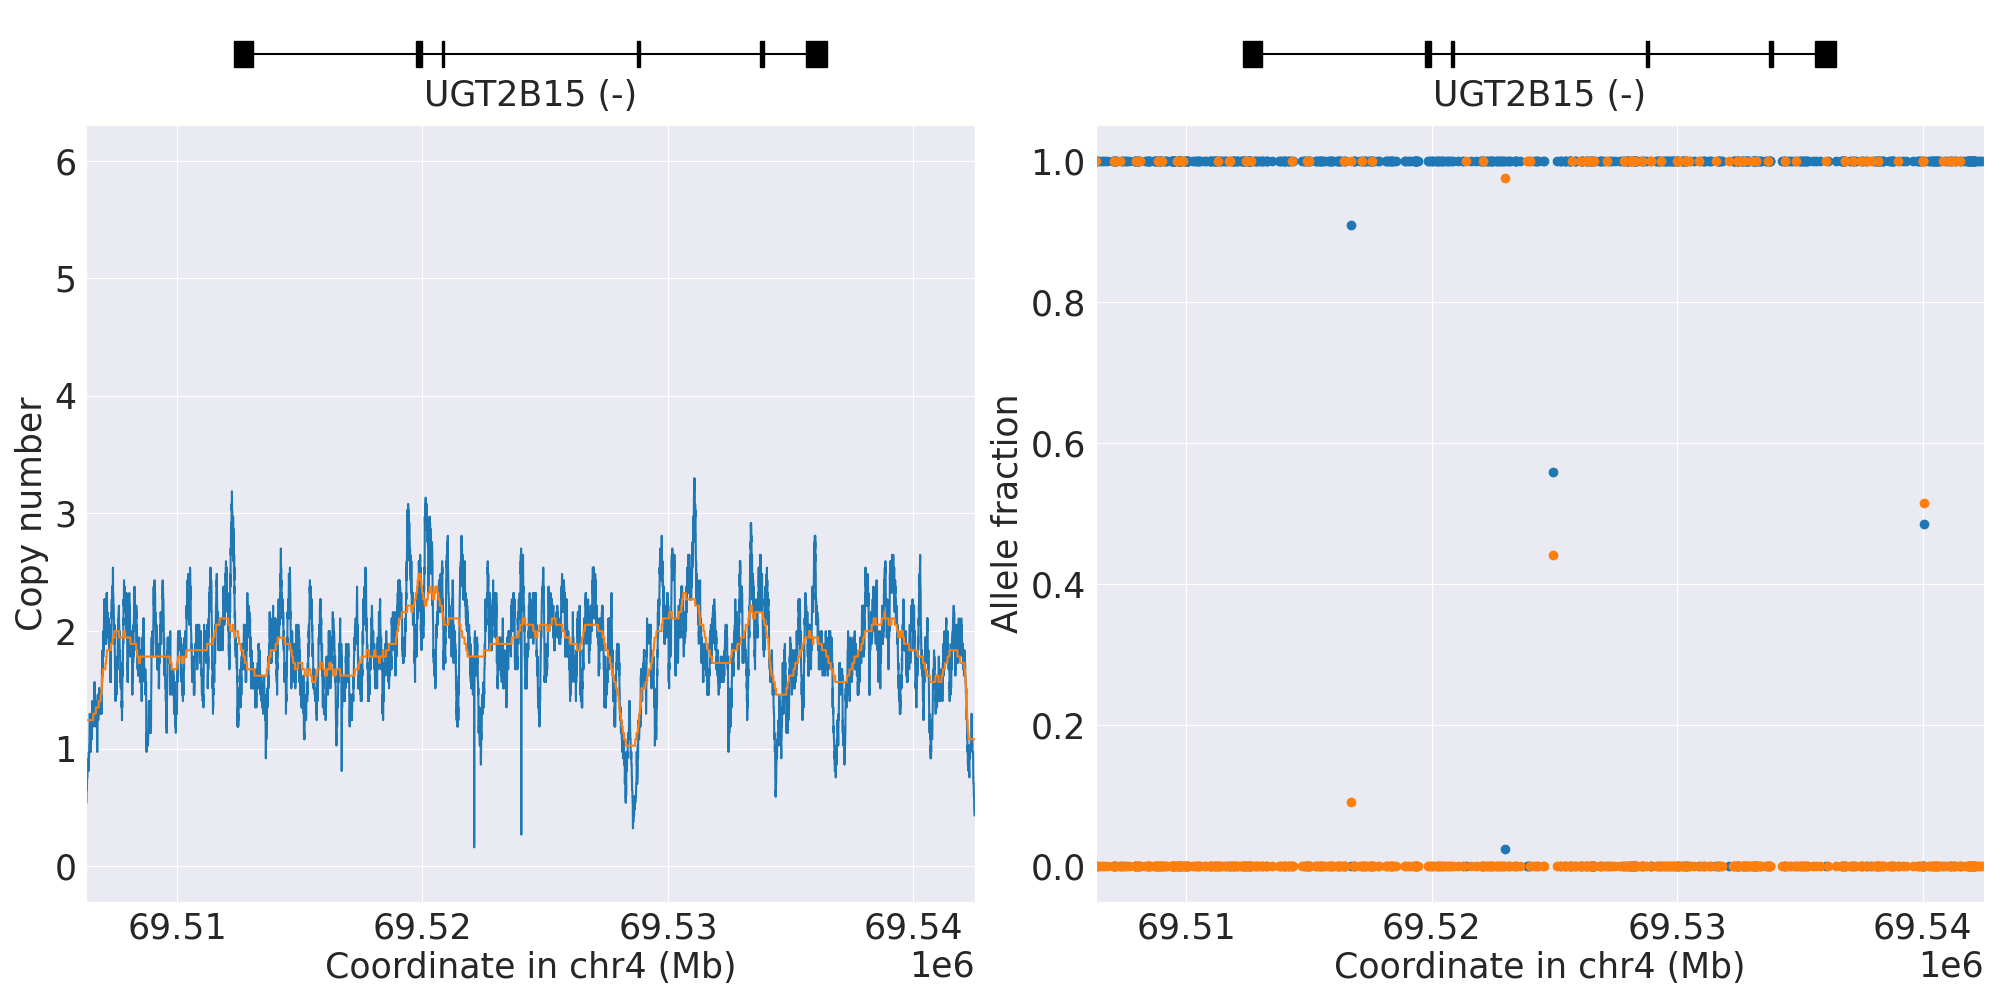 UGT2B15 (-)
6
5
4
3
2
1
0
Copy number
69.51 69.52 69.53 69.54
Coordinate in chr4 (Mb)
1e6
UGT2B15 (-)
1.0
0.8
0.6
0.4
0.2
0.0
Allele fraction
69.51 69.52 69.53 69.54
Coordinate in chr4 (Mb)
1e6